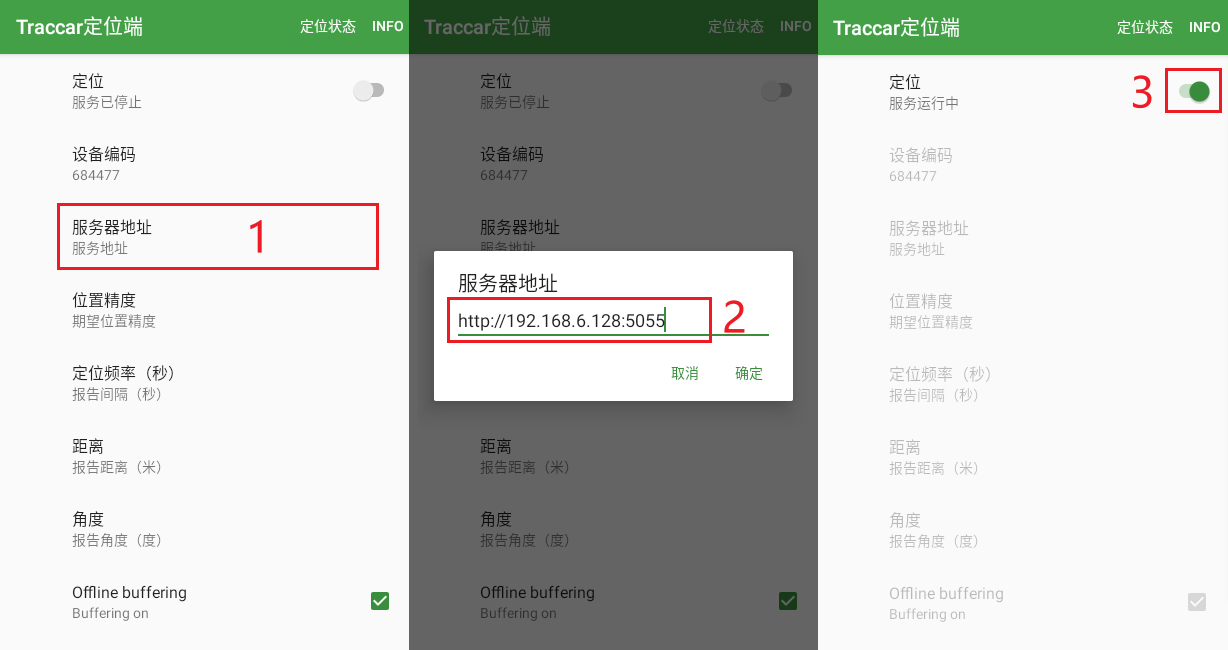 Traccar定位端 定位状态 INFO
定位
服务已停止
设备编码
684477
服务器地址
服务地址
1
位置精度
期望位置精度
定位频率（秒）
报告间隔（秒）
距离
报告距离（米）
角度
报告角度（度）
Offline buffering
Buffering on
Traccar定位端 定位状态 INFO
定位
服务已停止
设备编码
684477
服务器地址
服务地址
服务器地址
http://192.168.6.128:5055
2
取消 确定
距离
报告距离（米）
角度
报告角度（度）
Offline buffering
Buffering on
Traccar定位端 定位状态 INFO
定位
服务运行中
3
设备编码
684477
服务器地址
服务地址
位置精度
期望位置精度
定位频率（秒）
报告间隔（秒）
距离
报告距离（米）
角度
报告角度（度）
Offline buffering
Buffering on